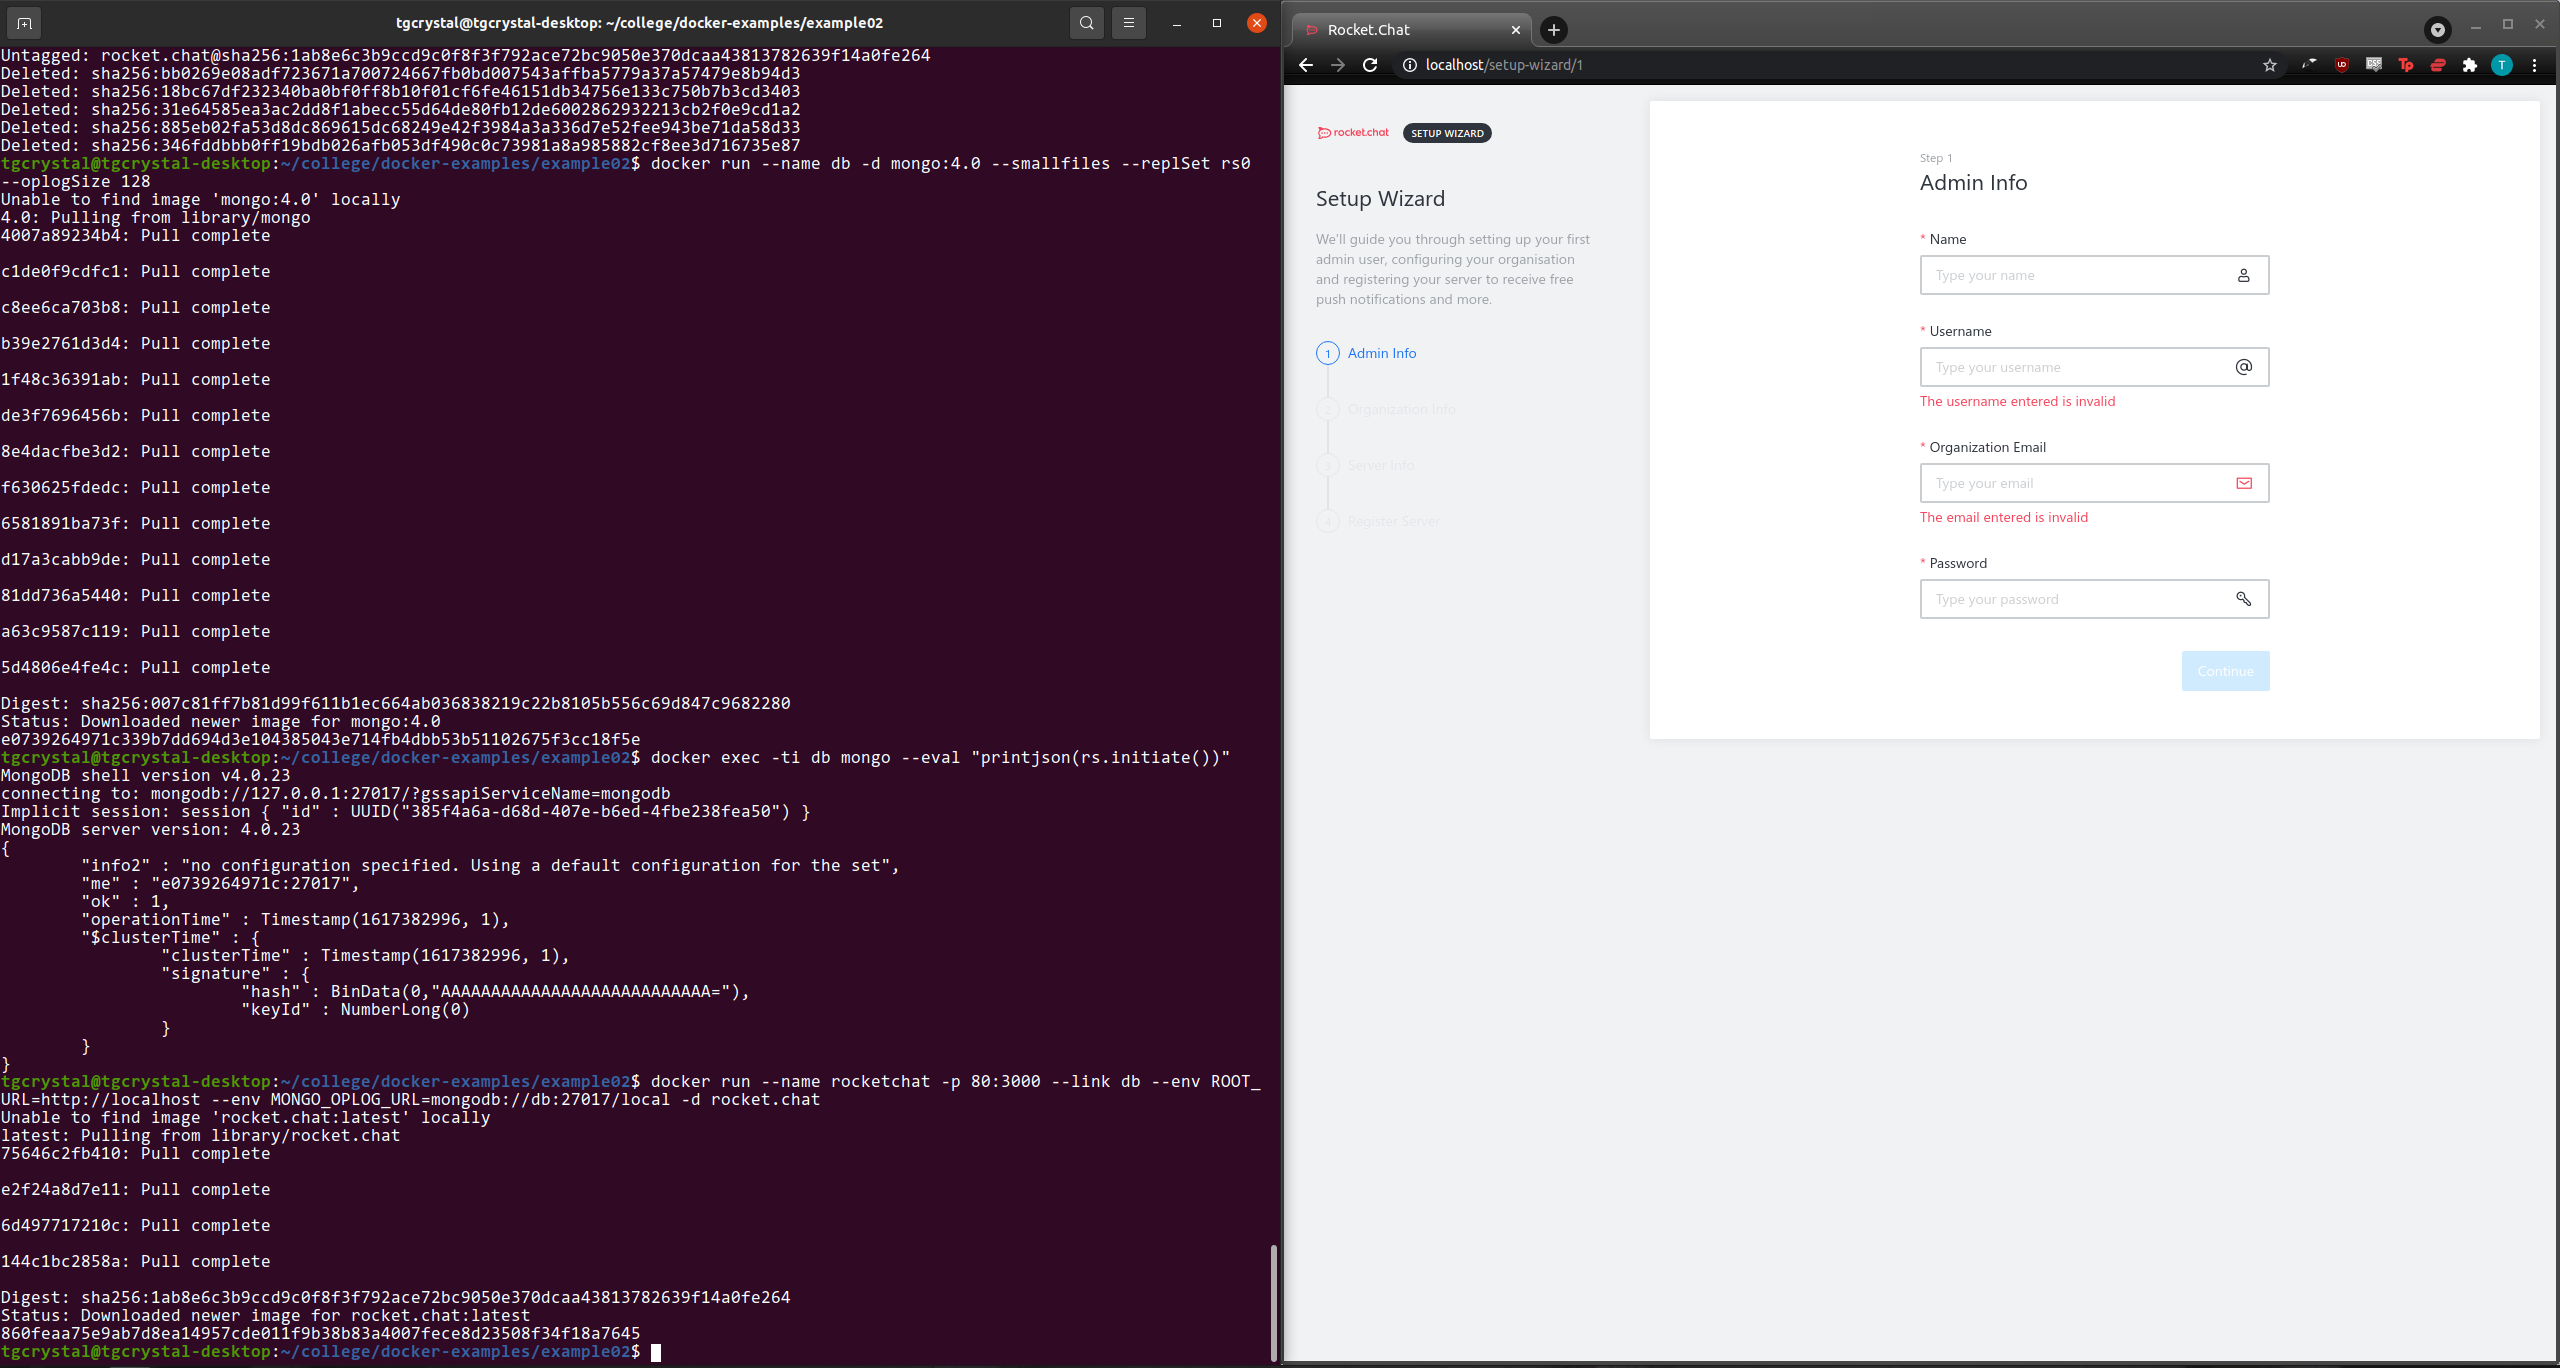 tgcrystal@tgcrystal-desktop: ~/college/docker-examples/example02
Untagged: rocket.chat@sha256:1ab8e6c3b9ccd9c0f8f3f792ace72bc9050e370dcaa43813782639f14a0fe264
Deleted: sha256:bb0269e08adf723671a700724667fb0bd007543affba5779a37a57479e8b94d3
Deleted: sha256:18bc67df232340ba0bf0ff8b10f01cf6fe46151db34756e133c750b7b3cd3403
Deleted: sha256:31e64585ea3ac2dd8f1abecc55d64de80fb12de6002862932213cb2f0e9cd1a2
Deleted: sha256:885eb02fa53d8dc869615dc68249e42f3984a3a336d7e52fee943be71da58d33
Deleted: sha256:346fddbbb0ff19bdb026afb053df490c0c73981a8a985882cf8ee3d716735e87
tgcrystal@tgcrystal-desktop:~/college/docker-examples/example02$ docker run --name db -d mongo:4.0 --smallfiles --replSet rs0
--oplogSize 128
Unable to find image 'mongo:4.0' locally
4.0: Pulling from library/mongo
4007a89234b4: Pull complete
c1de0f9cdfc1: Pull complete
c8ee6ca703b8: Pull complete
b39e2761d3d4: Pull complete
1f48c36391ab: Pull complete
de3f7696456b: Pull complete
8e4dacfbe3d2: Pull complete
f630625fdedc: Pull complete
6581891ba73f: Pull complete
d17a3cabb9de: Pull complete
81dd736a5440: Pull complete
a63c9587c119: Pull complete
5d4806e4fe4c: Pull complete
Digest: sha256:007c81ff7b81d99f611b1ec664ab036838219c22b8105b556c69d847c9682280
Status: Downloaded newer image for mongo:4.0
e0739264971c339b7dd694d3e104385043e714fb4dbb53b51102675f3cc18f5e
tgcrystal@tgcrystal-desktop:~/college/docker-examples/example02$ docker exec -ti db mongo --eval "printjson(rs.initiate())"
MongoDB shell version v4.0.23
connecting to: mongodb://127.0.0.1:27017/?gssapiServiceName=mongodb
Implicit session: session { "id" : UUID("385f4a6a-d68d-407e-b6ed-4fbe238fea50") }
MongoDB server version: 4.0.23
{
"info2" : "no configuration specified. Using a default configuration for the set",
"me" : "e0739264971c:27017",
"ok" : 1,
"operationTime" : Timestamp(1617382996, 1),
"$clusterTime" : {
"clusterTime" : Timestamp(1617382996, 1),
"signature" : {
"hash" : BinData(0,"AAAAAAAAAAAAAAAAAAAAAAAAAAA="),
"keyId" : NumberLong(0)
}
}
}
tgcrystal@tgcrystal-desktop:~/college/docker-examples/example02$ docker run --name rocketchat -p 80:3000 --link db --env ROOT_
URL=http://localhost --env MONGO_OPLOG_URL=mongodb://db:27017/local -d rocket.chat
Unable to find image 'rocket.chat:latest' locally
latest: Pulling from library/rocket.chat
75646c2fb410: Pull complete
e2f24a8d7e11: Pull complete
6d497717210c: Pull complete
144c1bc2858a: Pull complete
Digest: sha256:1ab8e6c3b9ccd9c0f8f3f792ace72bc9050e370dcaa43813782639f14a0fe264
Status: Downloaded newer image for rocket.chat:latest
860feaa75e9ab7d8ea14957cde011f9b38b83a4007fece8d23508f34f18a7645
tgcrystal@tgcrystal-desktop:~/college/docker-examples/example02$
Rocket.Chat
localhost/setup-wizard/1
rocket.chat SETUP WIZARD
Setup Wizard
We'll guide you through setting up your first
admin user, configuring your organisation
and registering your server to receive free
push notifications and more.
1 Admin Info
2 Organization Info
3 Server Info
4 Register Server
Step 1
Admin Info
* Name
Type your name
* Username
Type your username
@
The username entered is invalid
* Organization Email
Type your email
The email entered is invalid
* Password
Type your password
Continue